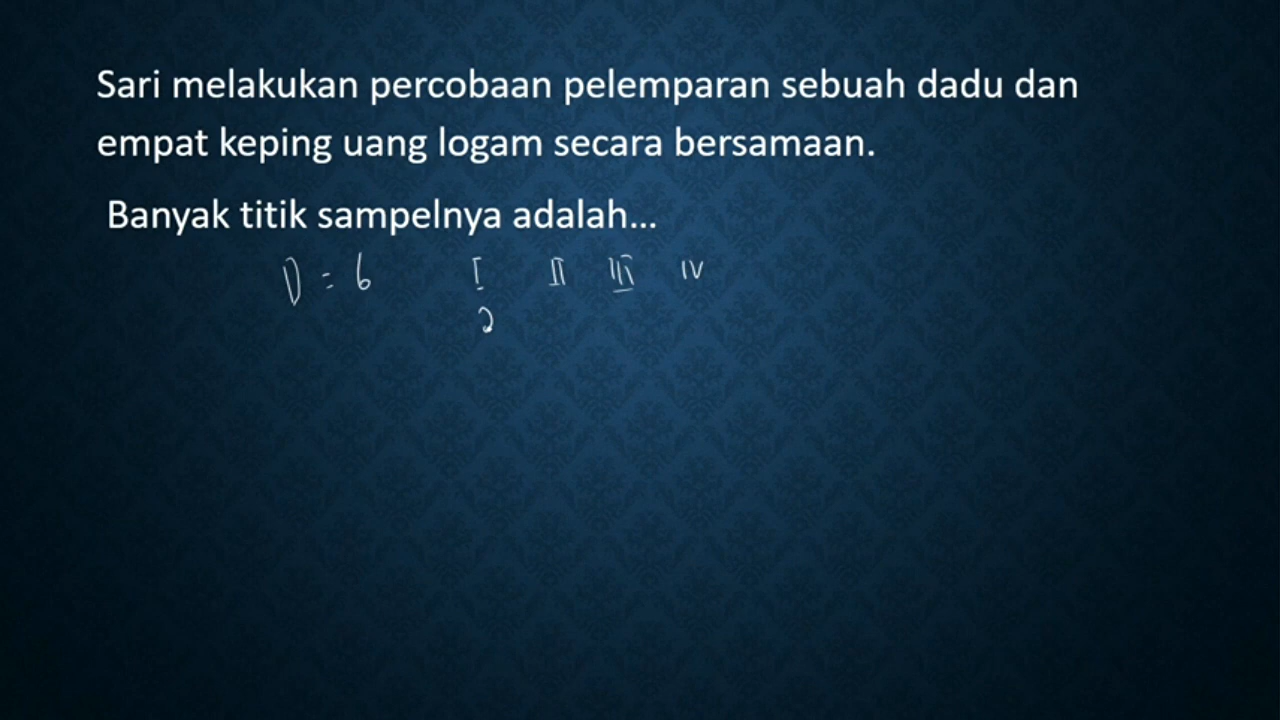 Sari melakukan percobaan pelemparan sebuah dadu dan
empat keping uang logam secara bersamaan.
Banyak titik sampelnya adalah...
D = 6 I II III IV
2